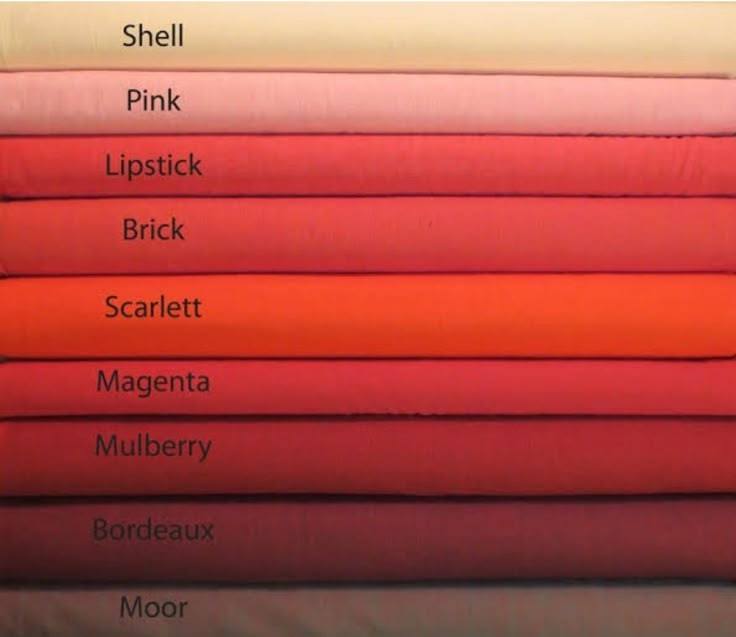 Shell
Pink
Lipstick
Brick
Scarlett
Magenta
Mulberry
Bordeaux
Moor